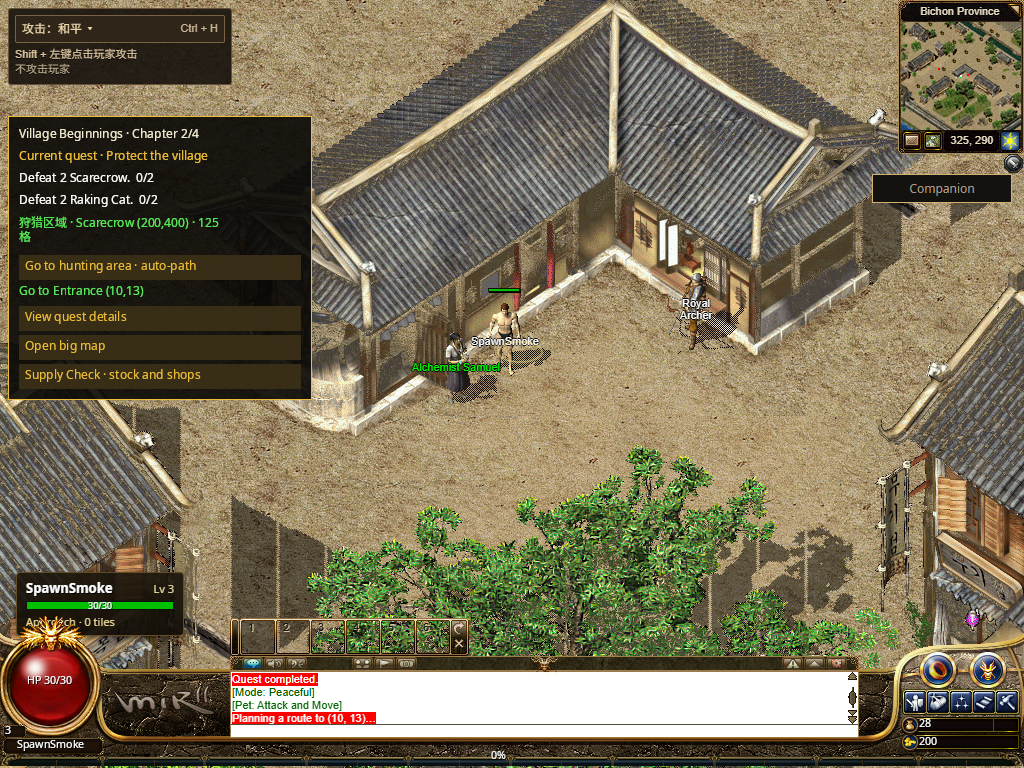 攻击：和平
Ctrl + H
Shift + 左键点击玩家攻击
不攻击玩家
Bichon Province
325, 290
Companion
Village Beginnings · Chapter 2/4
Current quest · Protect the village
Defeat 2 Scarecrow. 0/2
Defeat 2 Raking Cat. 0/2
狩猎区域 · Scarecrow (200,400) · 125
格
Go to hunting area · auto-path
Go to Entrance (10,13)
View quest details
Open big map
Supply Check · stock and shops
Royal
Archer
SpawnSmoke
Alchemist Samuel
SpawnSmoke
Lv 3
30/30
· 0 tiles
1
2
HP 30/30
Quest completed.
[Mode: Peaceful]
[Pet: Attack and Move]
Planning a route to (10, 13)...
28
200
3
SpawnSmoke
0%